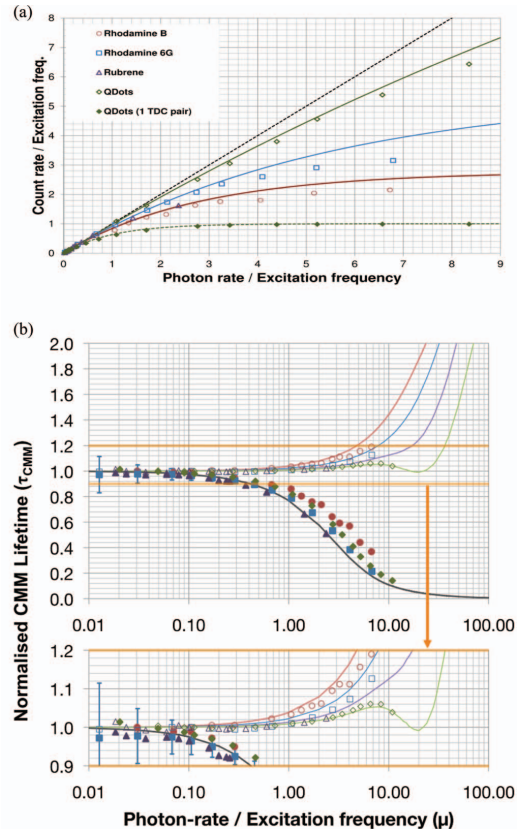 (a)
Count rate / Excitation freq.
8
7
6
5
4
3
2
1
0
Rhodamine B
Rhodamine 6G
Rubrene
QDots
QDots (1 TDC pair)
0 1 2 3 4 5 6 7 8 9
Photon rate / Excitation frequency
(b)
Normalised CMM Lifetime (τCMM)
2.0
1.8
1.6
1.4
1.2
1.0
0.8
0.6
0.4
0.2
0.0
0.01 0.10 1.00 10.00 100.00
1.2
1.1
1.0
0.9
0.01 0.10 1.00 10.00 100.00
Photon-rate / Excitation frequency (μ)